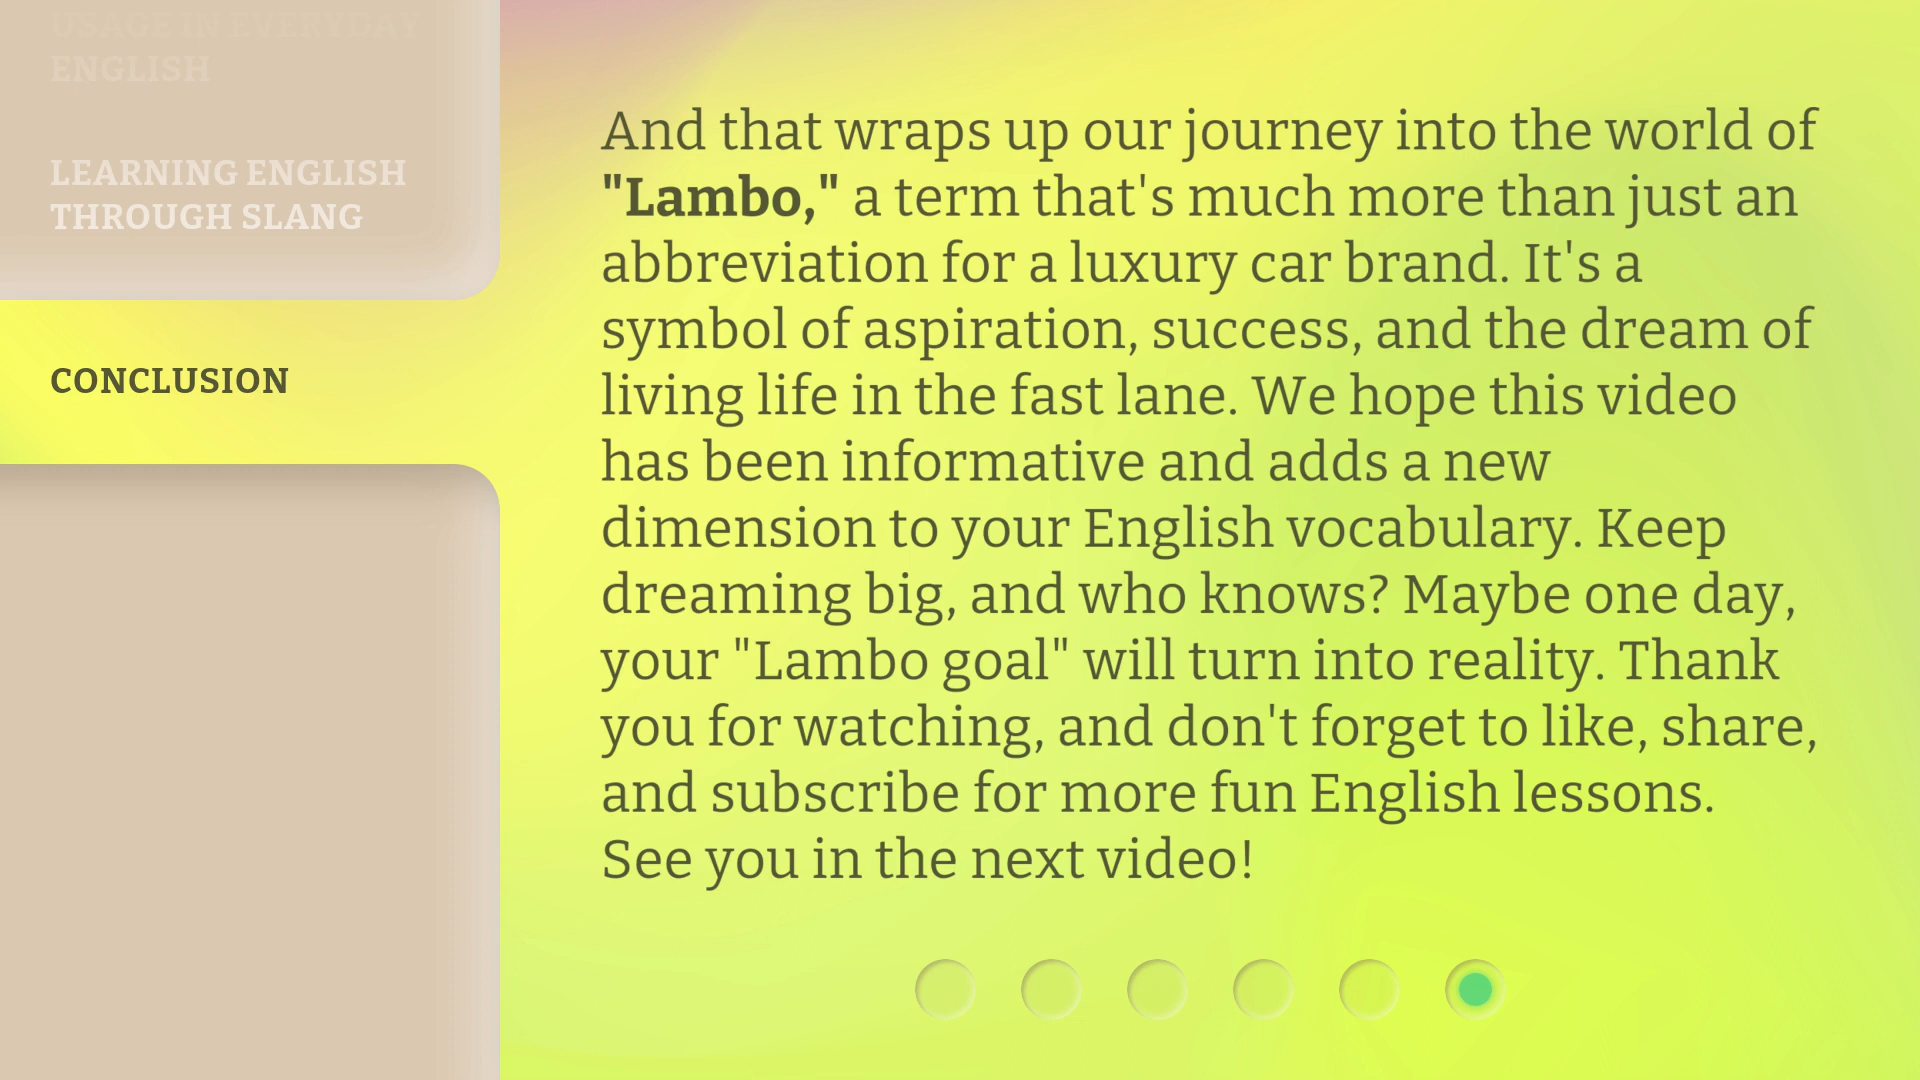 USAGE IN EVERYDAY
ENGLISH
LEARNING ENGLISH
THROUGH SLANG
CONCLUSION
And that wraps up our journey into the world of
"Lambo," a term that's much more than just an
abbreviation for a luxury car brand. It's a
symbol of aspiration, success, and the dream of
living life in the fast lane. We hope this video
has been informative and adds a new
dimension to your English vocabulary. Keep
dreaming big, and who knows? Maybe one day,
your "Lambo goal" will turn into reality. Thank
you for watching, and don't forget to like, share,
and subscribe for more fun English lessons.
See you in the next video!